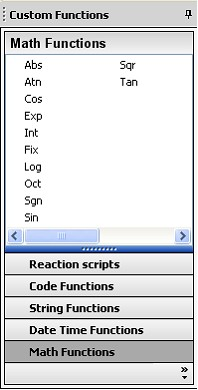 Custom Functions
Math Functions
Abs
Atn
Cos
Exp
Int
Fix
Log
Oct
Sgn
Sin
Sqr
Tan
Reaction scripts
Code Functions
String Functions
Date Time Functions
Math Functions